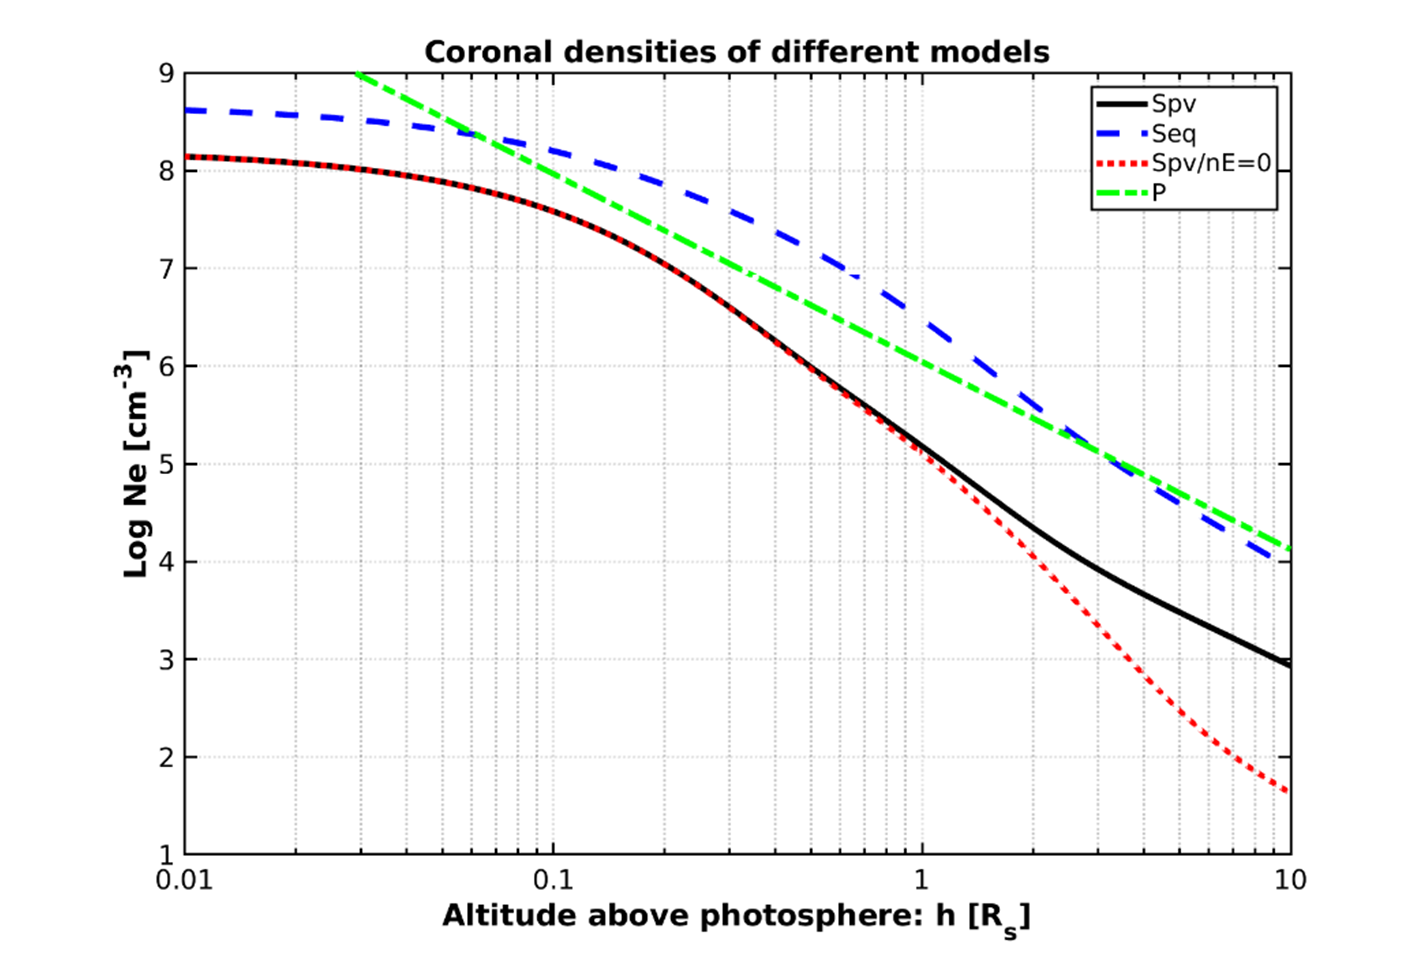 Coronal densities of different models
9
8
7
6
5
4
3
2
1
Log Ne [cm⁻³]
Spv
Seq
Spv/nE=0
P
0.01
0.1
1
10
Altitude above photosphere: h [Rₛ]